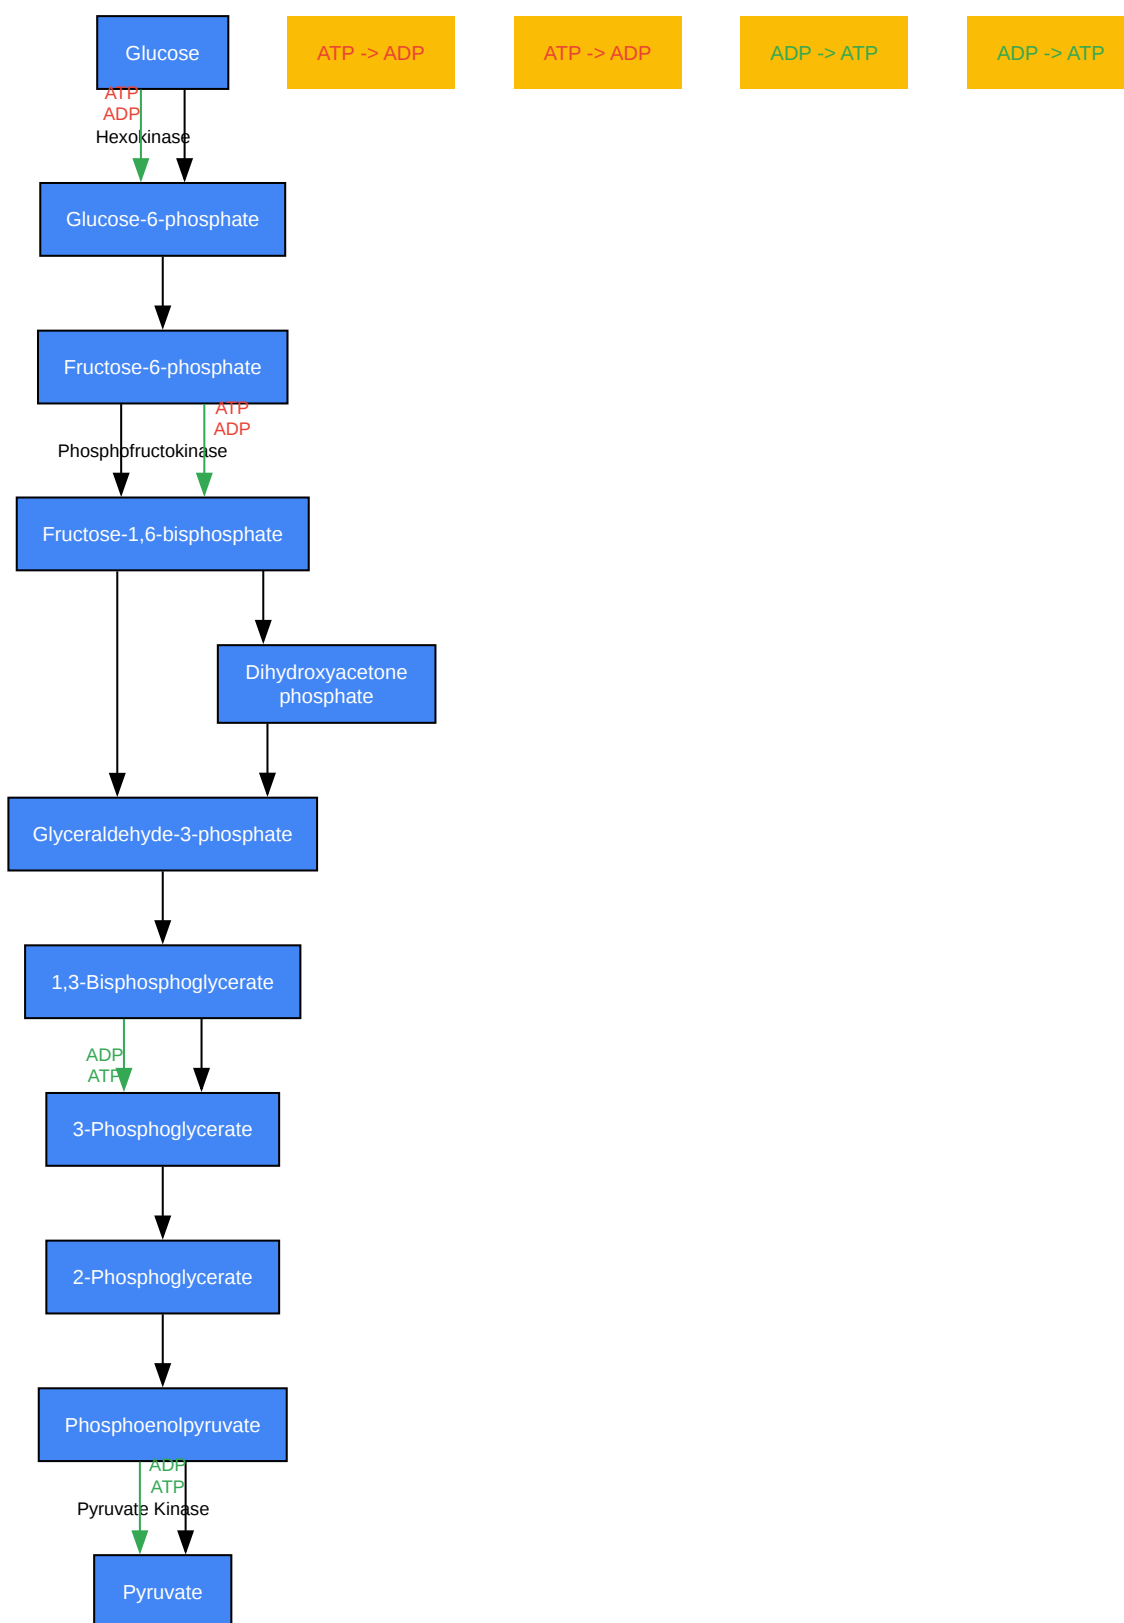 Glucose
ATP -> ADP
ATP -> ADP
ADP -> ATP
ADP -> ATP
ATP
ADP
Hexokinase
Glucose-6-phosphate
Fructose-6-phosphate
ATP
ADP
Phosphofructokinase
Fructose-1,6-bisphosphate
Dihydroxyacetone
phosphate
Glyceraldehyde-3-phosphate
1,3-Bisphosphoglycerate
ADP
ATP
3-Phosphoglycerate
2-Phosphoglycerate
Phosphoenolpyruvate
ADP
ATP
Pyruvate Kinase
Pyruvate